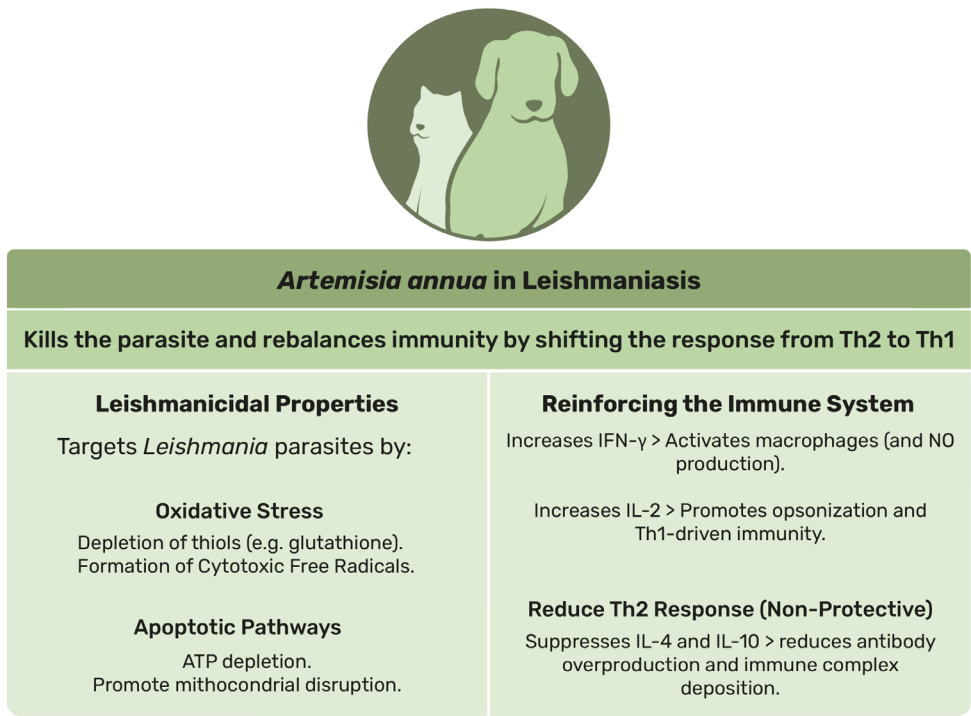 Artemisia annua in Leishmaniasis
Kills the parasite and rebalances immunity by shifting the response from Th2 to Th1
Leishmanicidal Properties
Targets Leishmania parasites by:
Oxidative Stress
Depletion of thiols (e.g. glutathione).
Formation of Cytotoxic Free Radicals.
Apoptotic Pathways
ATP depletion.
Promote mithocondrial disruption.
Reinforcing the Immune System
Increases IFN-γ > Activates macrophages (and NO
production).
Increases IL-2 > Promotes opsonization and
Th1-driven immunity.
Reduce Th2 Response (Non-Protective)
Suppresses IL-4 and IL-10 > reduces antibody
overproduction and immune complex
deposition.